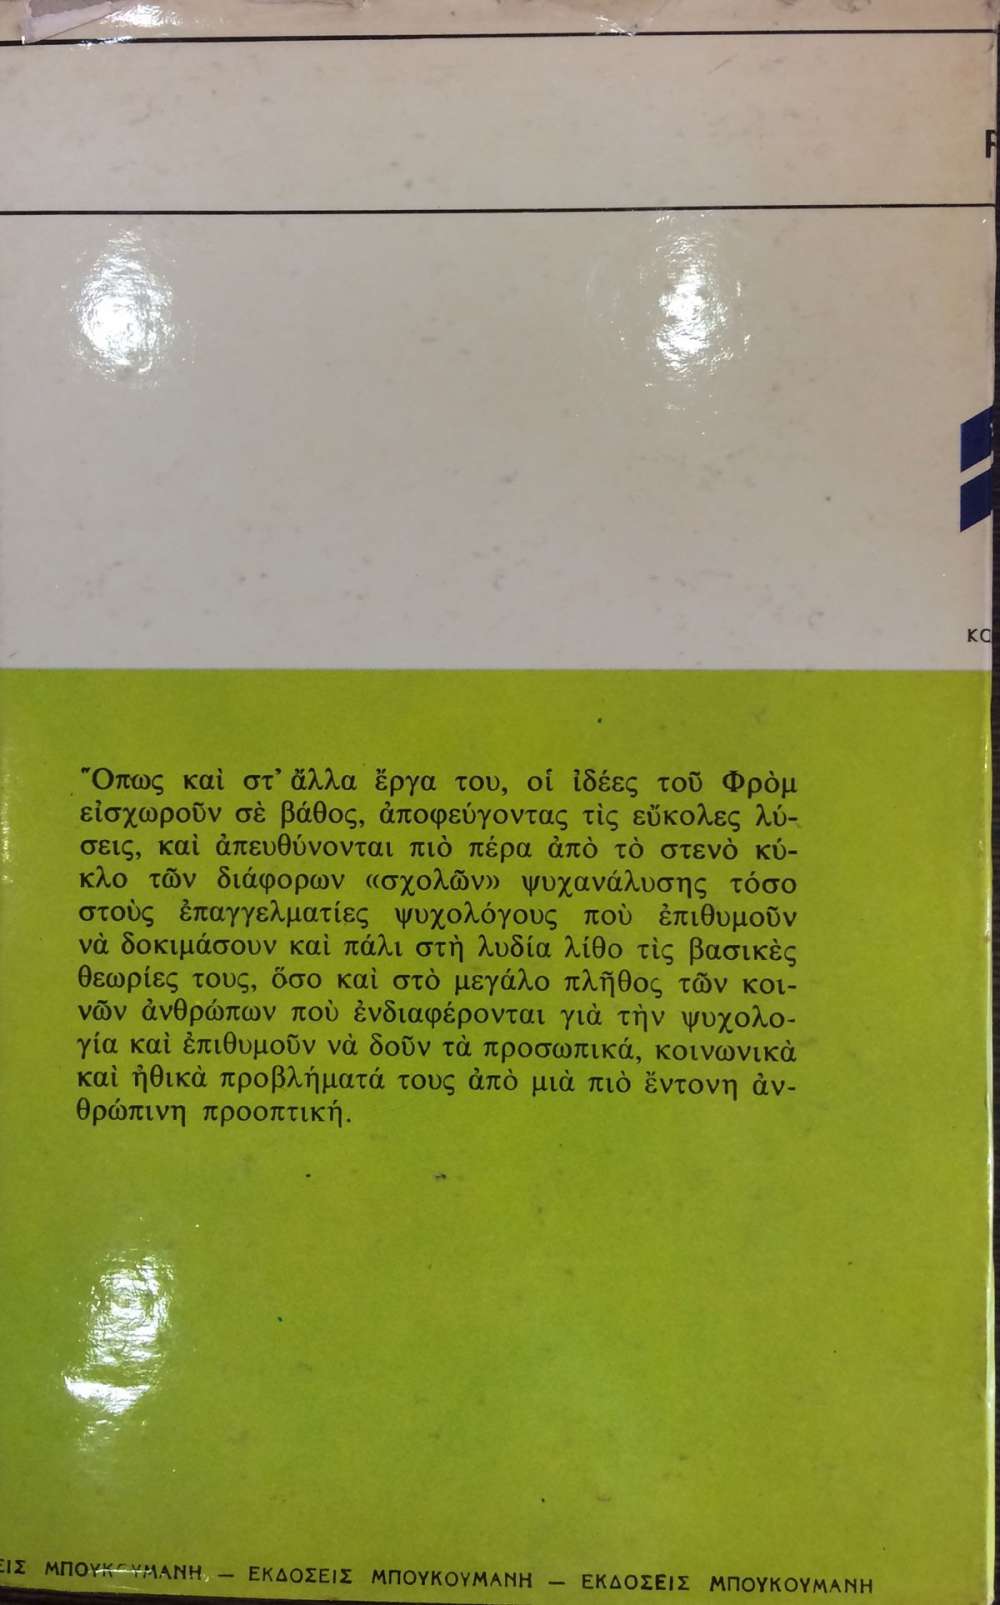 Ὅπως καὶ στ' ἄλλα ἔργα του, οἱ ἰδέες τοῦ Φρὸμ
εἰσχωροῦν σὲ βάθος, ἀποφεύγοντας τὶς εὔκολες λύ-
σεις, καὶ ἀπευθύνονται πιὸ πέρα ἀπὸ τὸ στενὸ κύ-
κλο τῶν διάφορων «σχολῶν» ψυχανάλυσης τόσο
στοὺς ἐπαγγελματίες ψυχολόγους ποὺ ἐπιθυμοῦν
νὰ δοκιμάσουν καὶ πάλι στὴ λυδία λίθο τὶς βασικὲς
θεωρίες τους, ὅσο καὶ στὸ μεγάλο πλῆθος τῶν κοι-
νῶν ἀνθρώπων ποὺ ἐνδιαφέρονται γιὰ τὴν ψυχολο-
γία καὶ ἐπιθυμοῦν νὰ δοῦν τὰ προσωπικά, κοινωνικὰ
καὶ ἠθικὰ προβλήματά τους ἀπὸ μιὰ πιὸ ἔντονη ἀν-
θρώπινη προοπτική.
ΜΠΟΥΚΟΥΜΑΝΗ — ΕΚΔΟΣΕΙΣ ΜΠΟΥΚΟΥΜΑΝΗ — ΕΚΔΟΣΕΙΣ ΜΠΟΥΚΟΥΜΑΝΗ